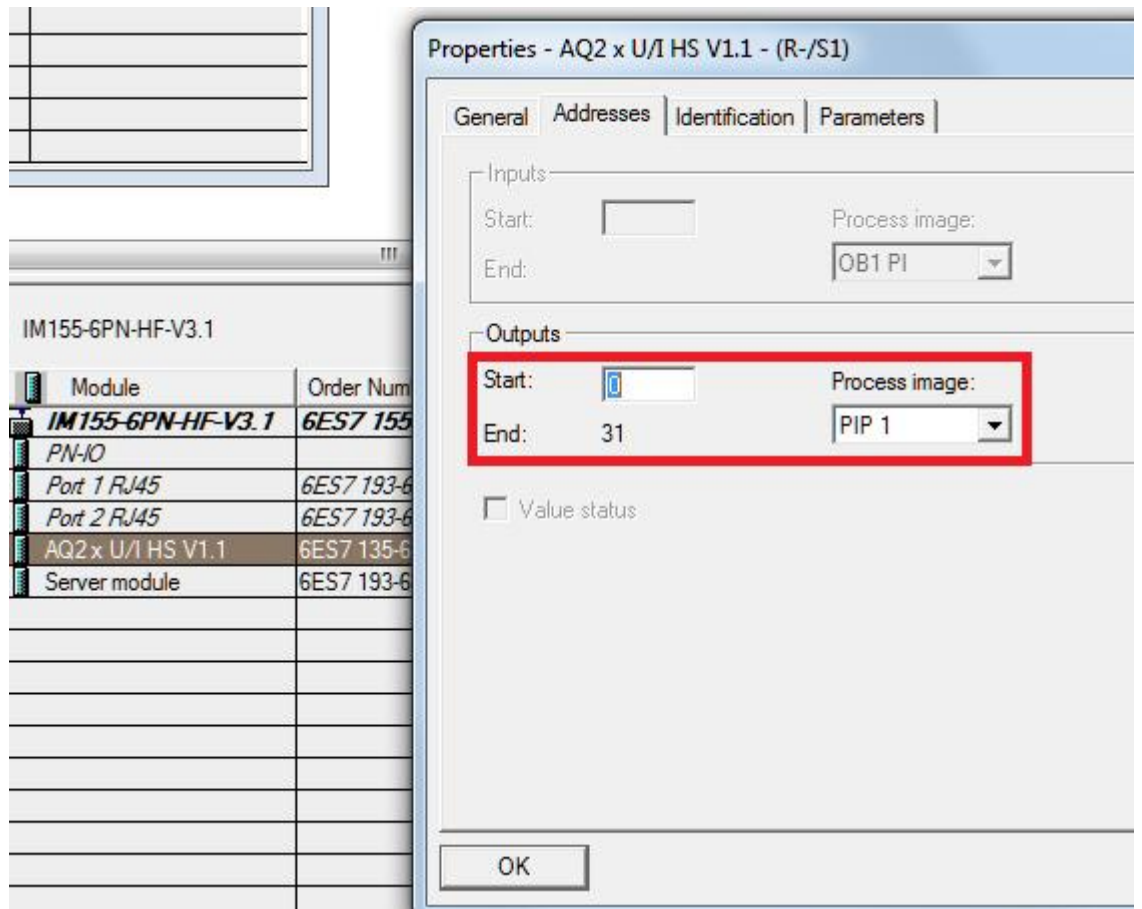 Properties - AQ2 x U/I HS V1.1 - (R-/S1)
General Addresses Identification Parameters
Inputs
Start: Process image:
End: OB1 PI
Outputs
Start: 0 Process image:
End: 31 PIP 1
Value status
OK
IM155-6PN-HF-V3.1
Module Order Num
IM155-6PN-HF-V3.1 6ES7 155
PN-IO
Port 1 RJ45 6ES7 193-6
Port 2 RJ45 6ES7 193-6
AQ2 x U/I HS V1.1 6ES7 135-6
Server module 6ES7 193-6